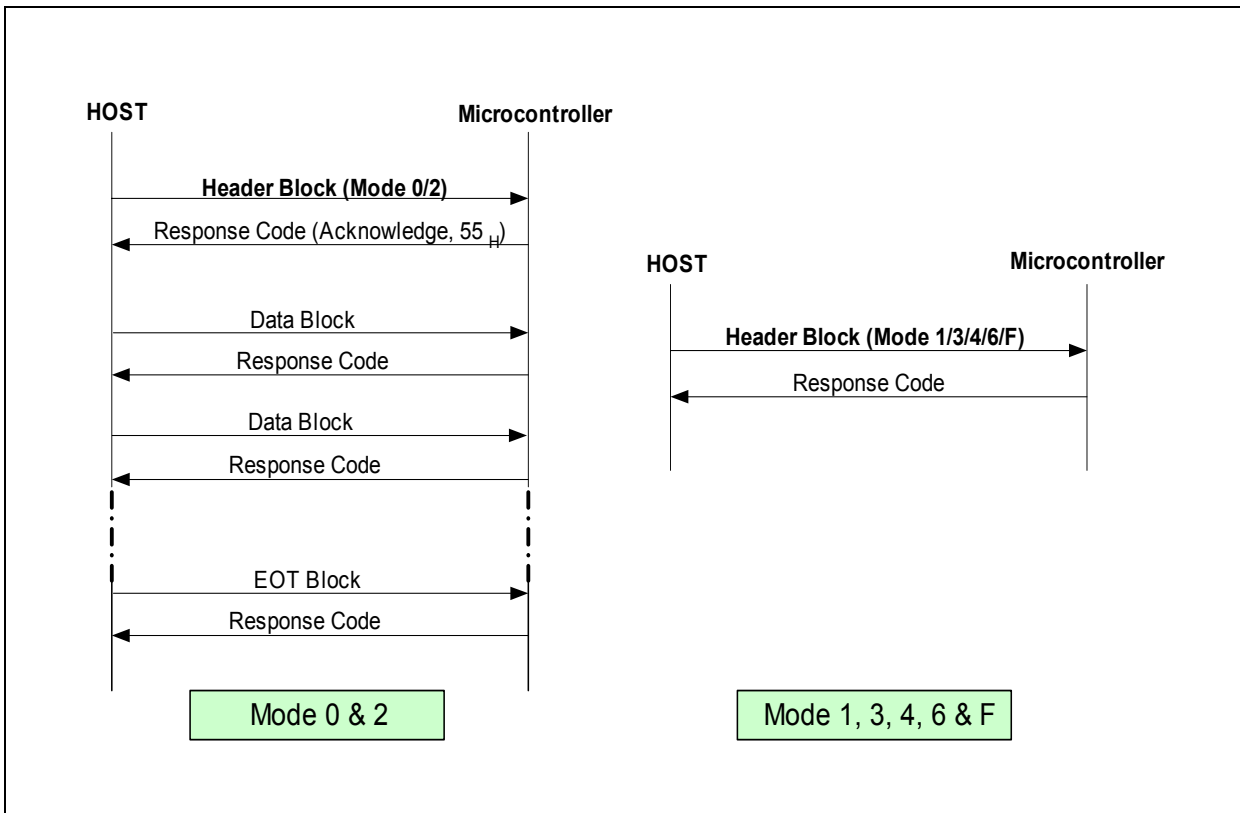 HOST
Microcontroller
Header Block (Mode 0/2)
Response Code (Acknowledge, 55 H)
Data Block
Response Code
Data Block
Response Code
EOT Block
Response Code
Mode 0 & 2
HOST
Microcontroller
Header Block (Mode 1/3/4/6/F)
Response Code
Mode 1, 3, 4, 6 & F